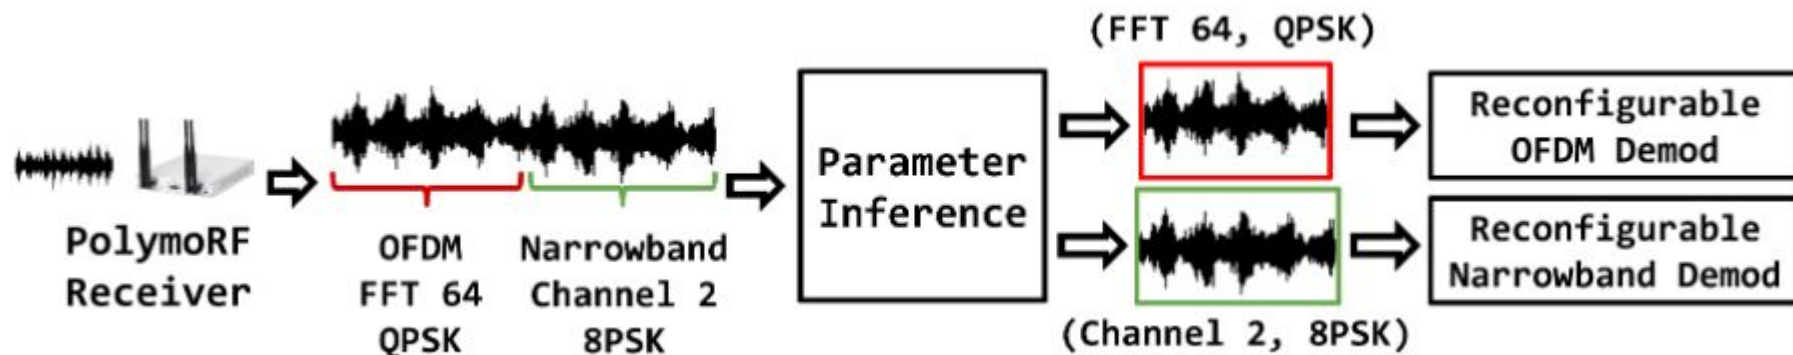 PolymoRF
Receiver
OFDM
FFT 64
QPSK
Narrowband
Channel 2
8PSK
Parameter
Inference
(FFT 64, QPSK)
(Channel 2, 8PSK)
Reconfigurable
OFDM Demod
Reconfigurable
Narrowband Demod